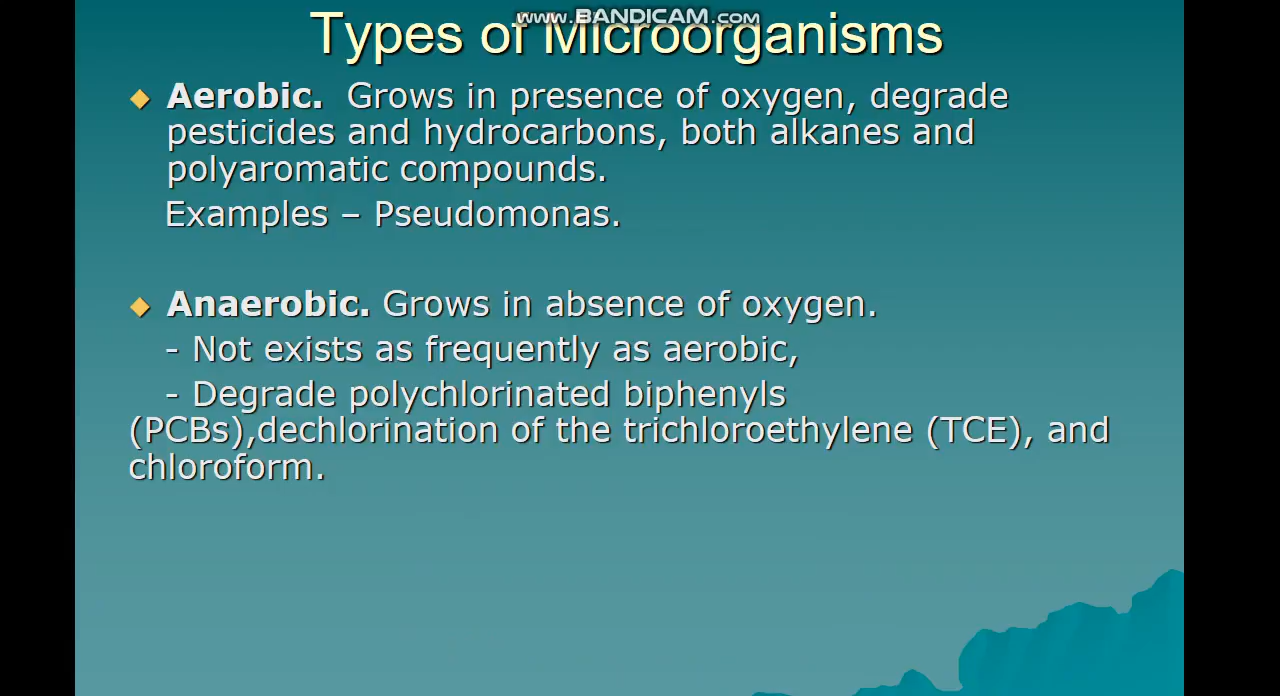 www.BANDICAM.com
Types of Microorganisms
Aerobic. Grows in presence of oxygen, degrade
pesticides and hydrocarbons, both alkanes and
polyaromatic compounds.
Examples – Pseudomonas.
Anaerobic. Grows in absence of oxygen.
- Not exists as frequently as aerobic,
- Degrade polychlorinated biphenyls
(PCBs),dechlorination of the trichloroethylene (TCE), and
chloroform.